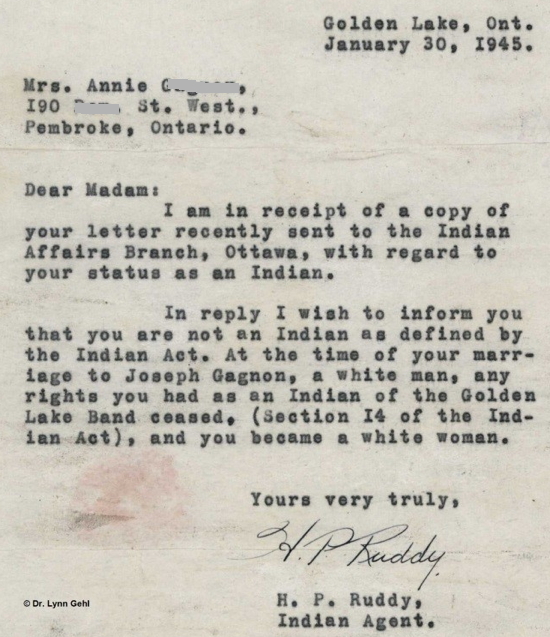 Golden Lake, Ont.
January 30, I945.
Mrs. Annie
I90 St. West.,
Pembroke, Ontario.
Dear Madam:
I am in receipt of a copy of
your letter recently sent to the Indian
Affairs Branch, Ottawa, with regard to
your status as an Indian.
In reply I wish to inform you
that you are not an Indian as defined by
the Indian Act. At the time of your marr-
iage to Joseph Gagnon, a white man, any
rights you had as an Indian of the Golden
Lake Band ceased, (Section I4 of the Ind-
ian Act), and you became a white woman.
Yours very truly,
H. P. Ruddy.
H. P. Ruddy,
Indian Agent.
© Dr. Lynn Gehl